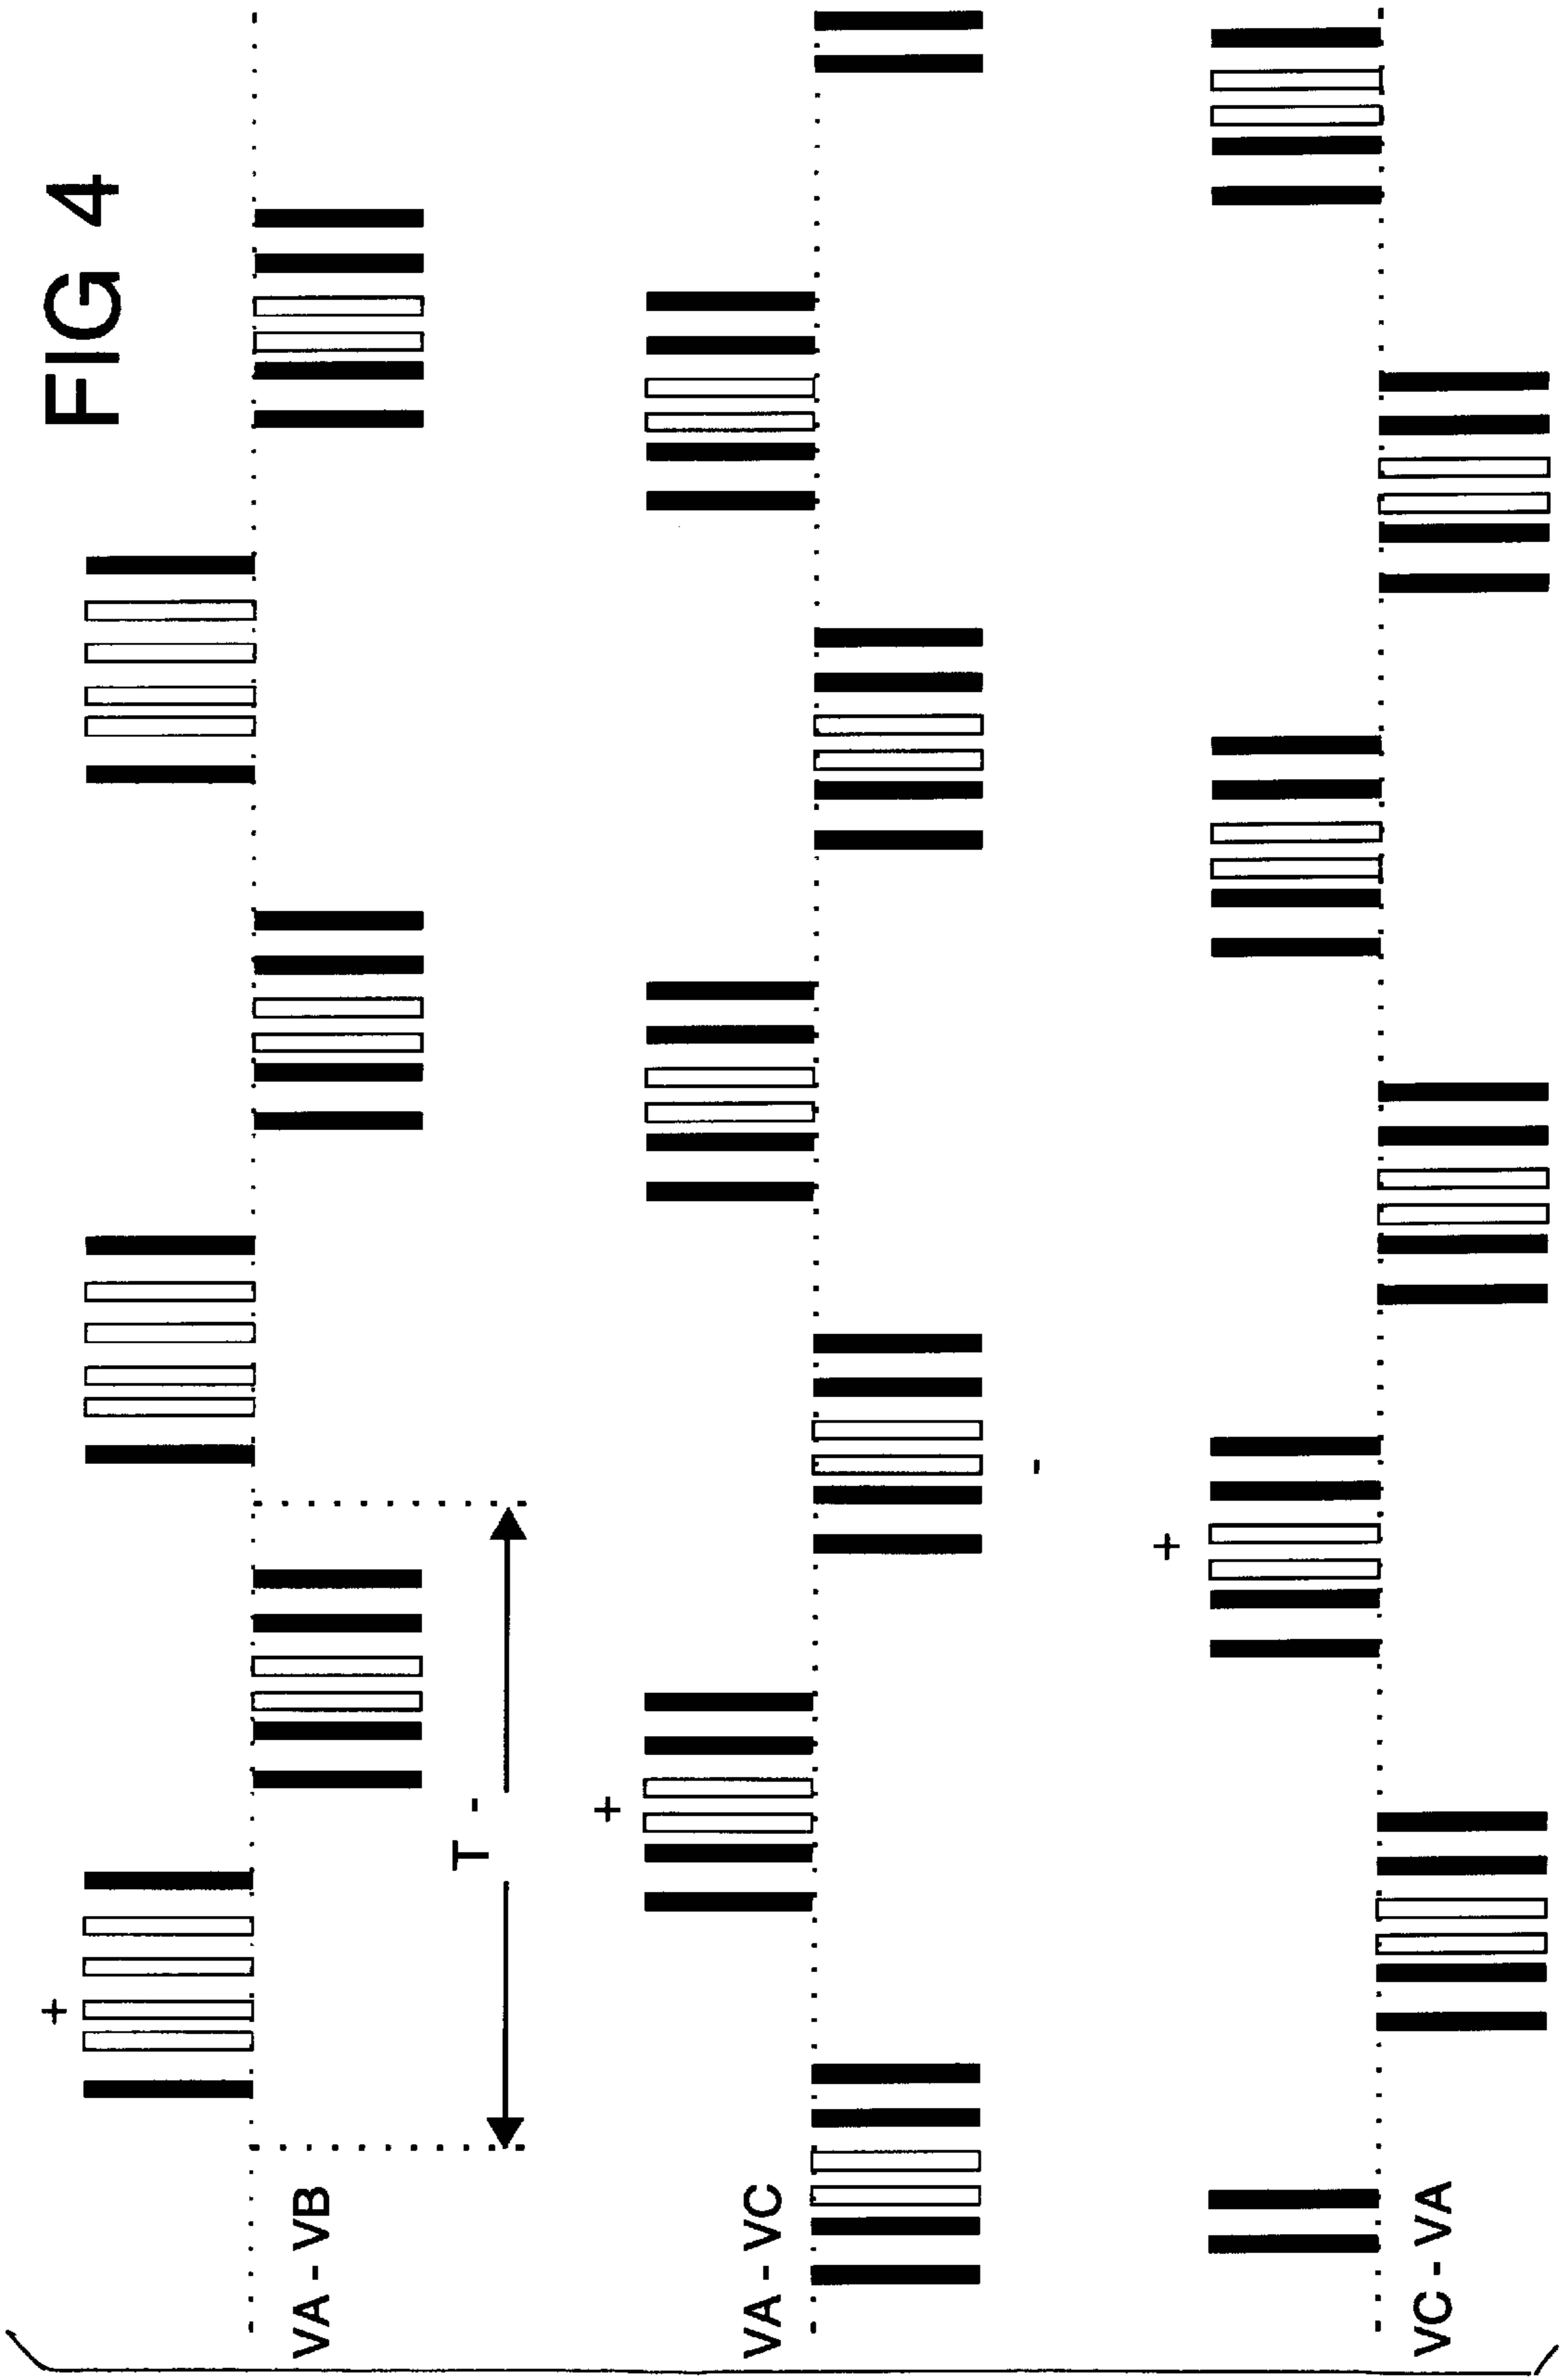 FIG 4
+
VA - VB
T -
+
VA - VC
-
+
VC - VA